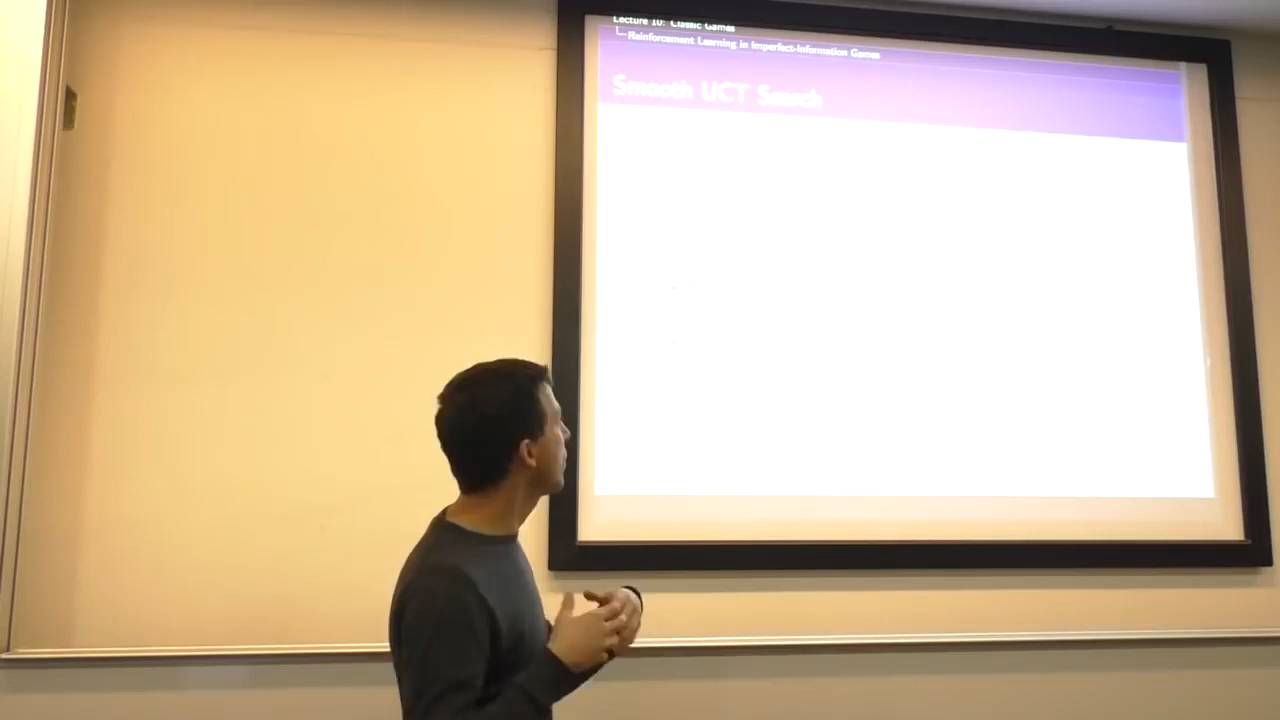 Lecture 10: Classic Games
Reinforcement Learning in Imperfect-Information Games
Smooth UCT Search